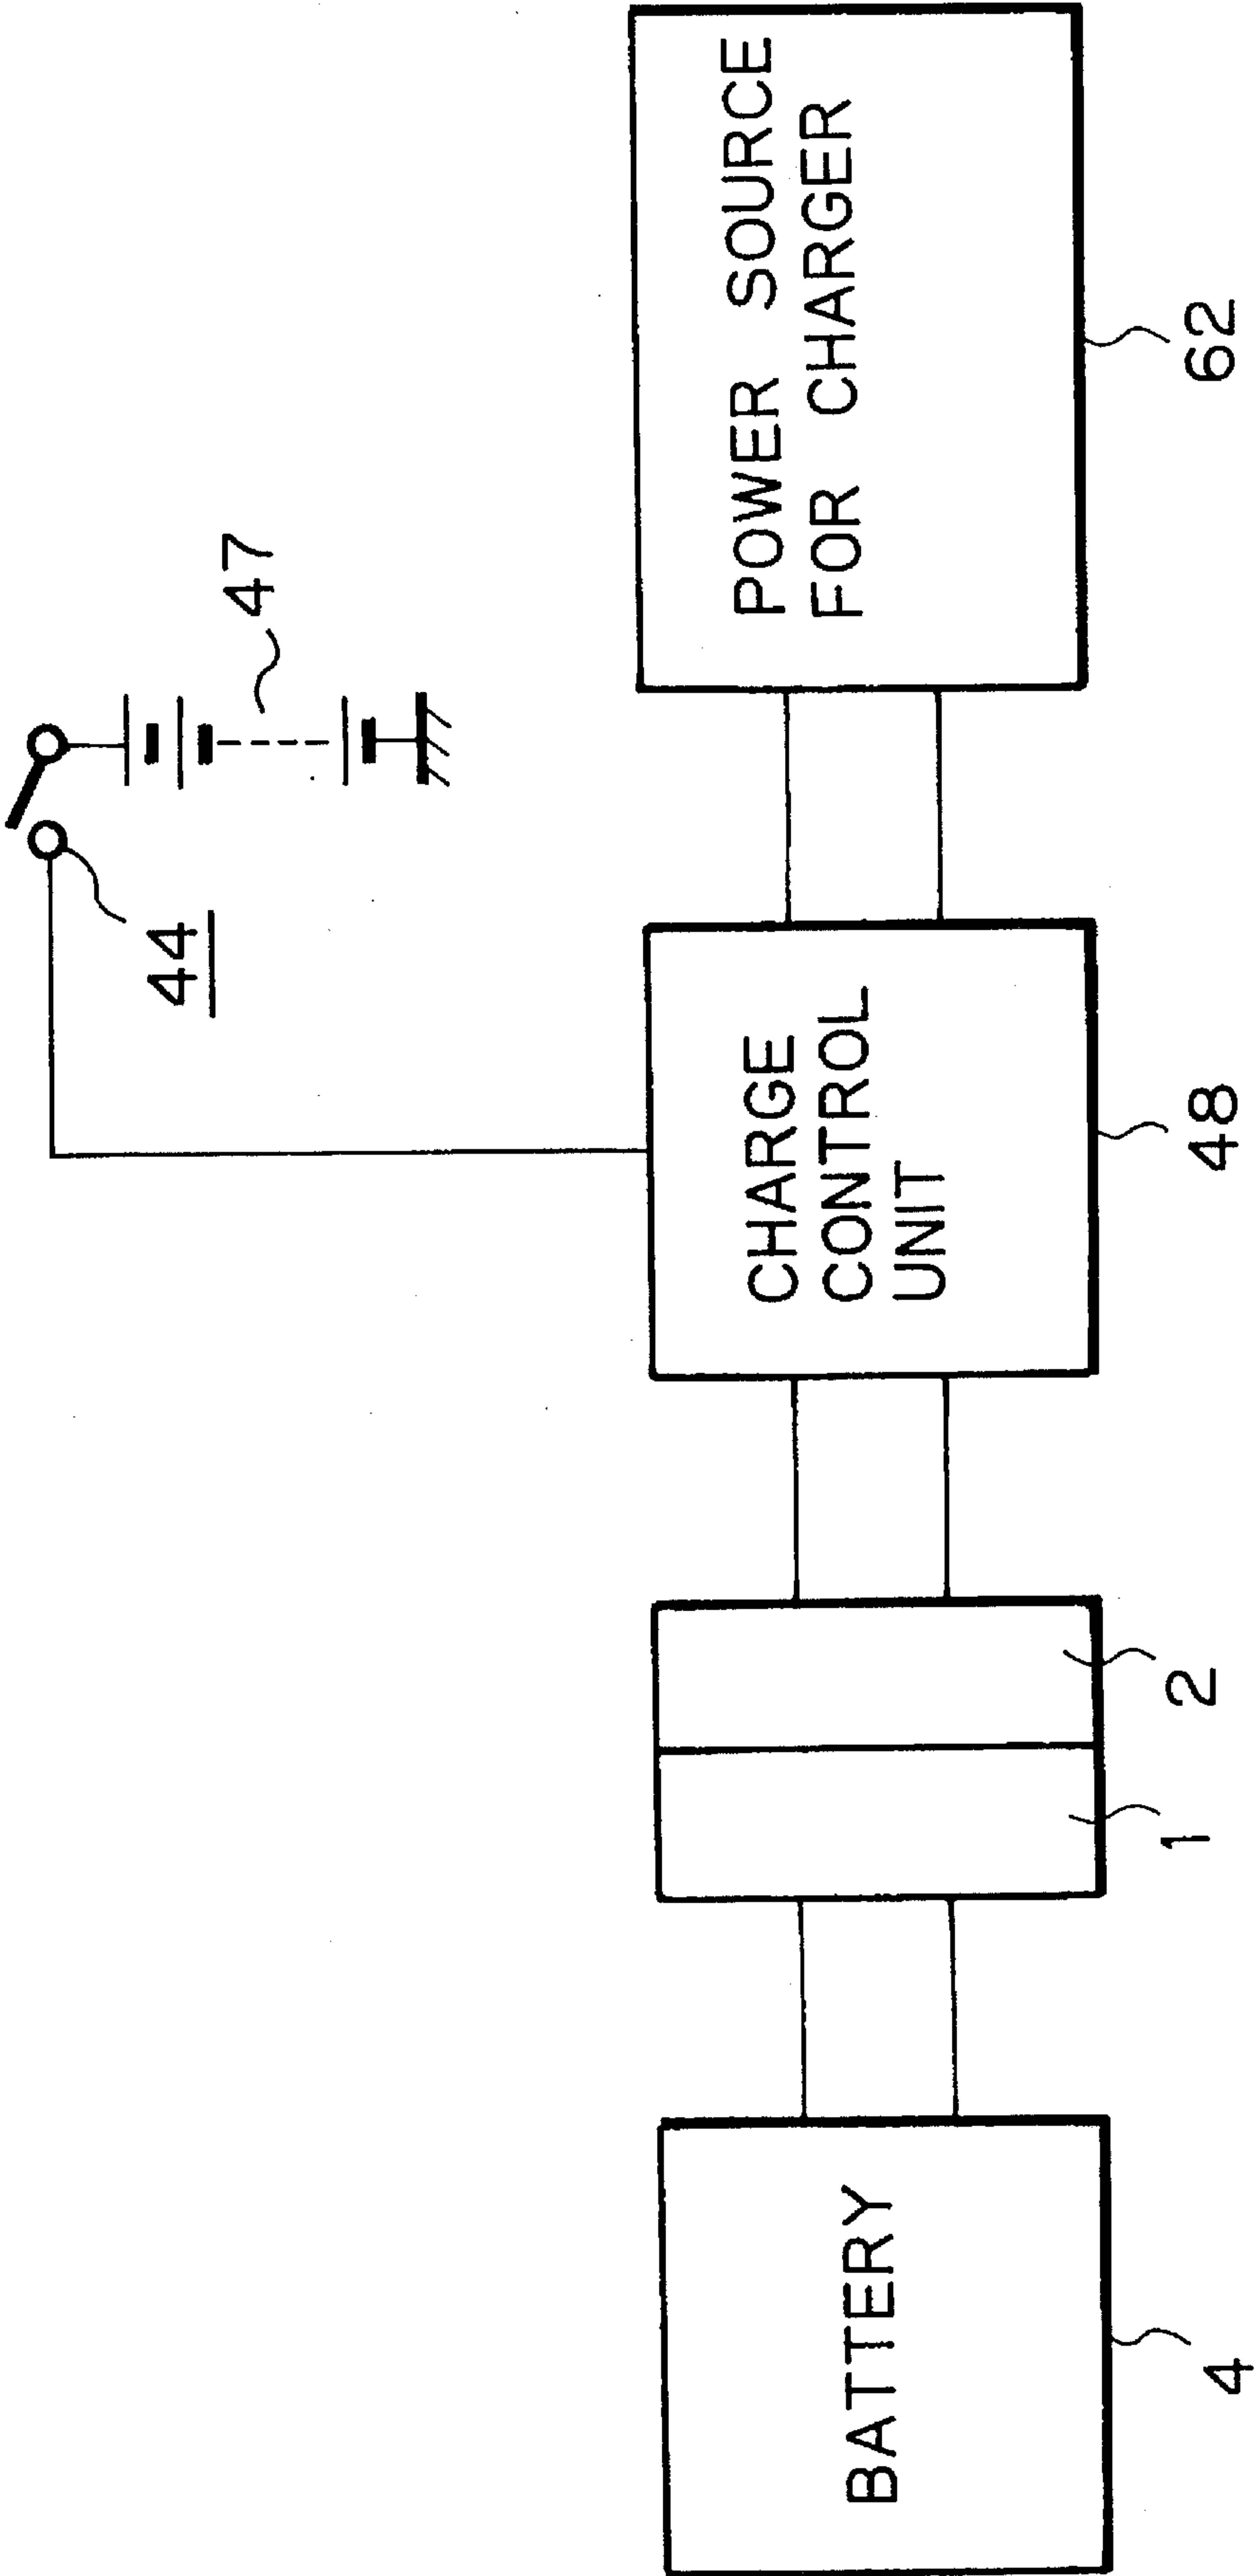 44
47
BATTERY
CHARGE
CONTROL
UNIT
POWER SOURCE
FOR CHARGER
4
1
2
48
62